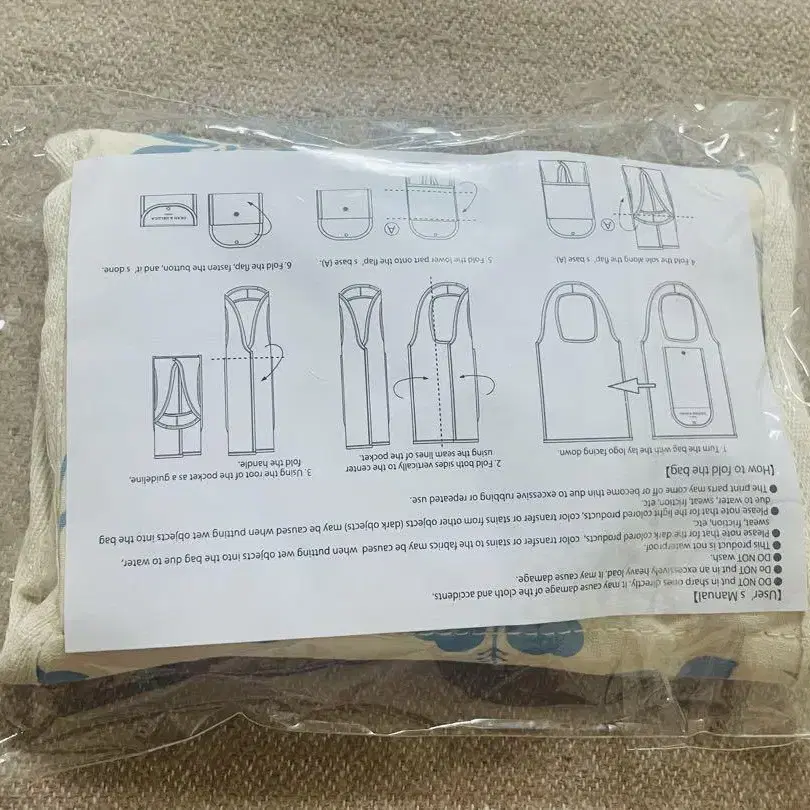 【User's Manual】
● DO NOT put in sharp ones directly, it may cause damage of the cloth and accidents.
● Do NOT put in an excessively heavy load, it may cause damage.
● DO NOT wash.
● This product is not waterproof.
● Please note that for the dark colored products, color transfer or stains to the fabrics may be caused when putting wet objects into the bag due to water,
sweat, friction, etc
● Please note that for the light colored products, color transfer or stains from other objects (dark objects) may be caused when putting wet objects into the bag
due to water, sweat, friction, etc.
● The print parts may come off or become thin due to excessive rubbing or repeated use.
【How to fold the bag】
1. Turn the bag with the lay logo facing down.
2. Fold both sides vertically to the center
using the seam lines of the pocket.
3. Using the root of the pocket as a guideline,
fold the handle.
4. Fold the side along the flap's base (A)
A
5. Fold the lower part onto the flap's base (A).
A
6. Fold the flap, fasten the button, and it's done.
DEAN & DELUCA